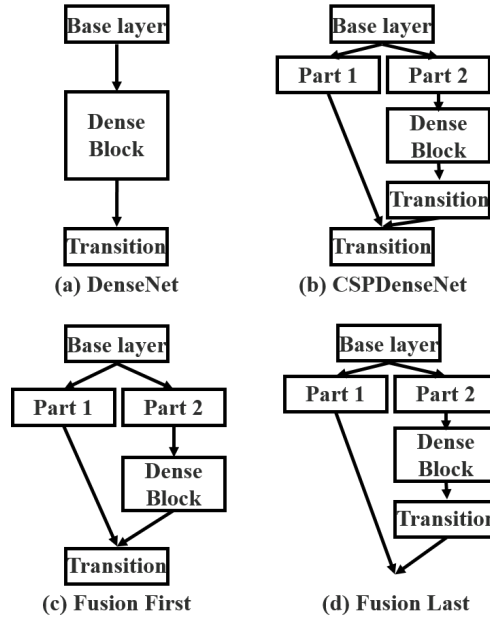 Base layer
Dense
Block
Transition
(a) DenseNet
Base layer
Part 1
Part 2
Dense
Block
Transition
Transition
(b) CSPDenseNet
Base layer
Part 1
Part 2
Dense
Block
Transition
(c) Fusion First
Base layer
Part 1
Part 2
Dense
Block
Transition
(d) Fusion Last